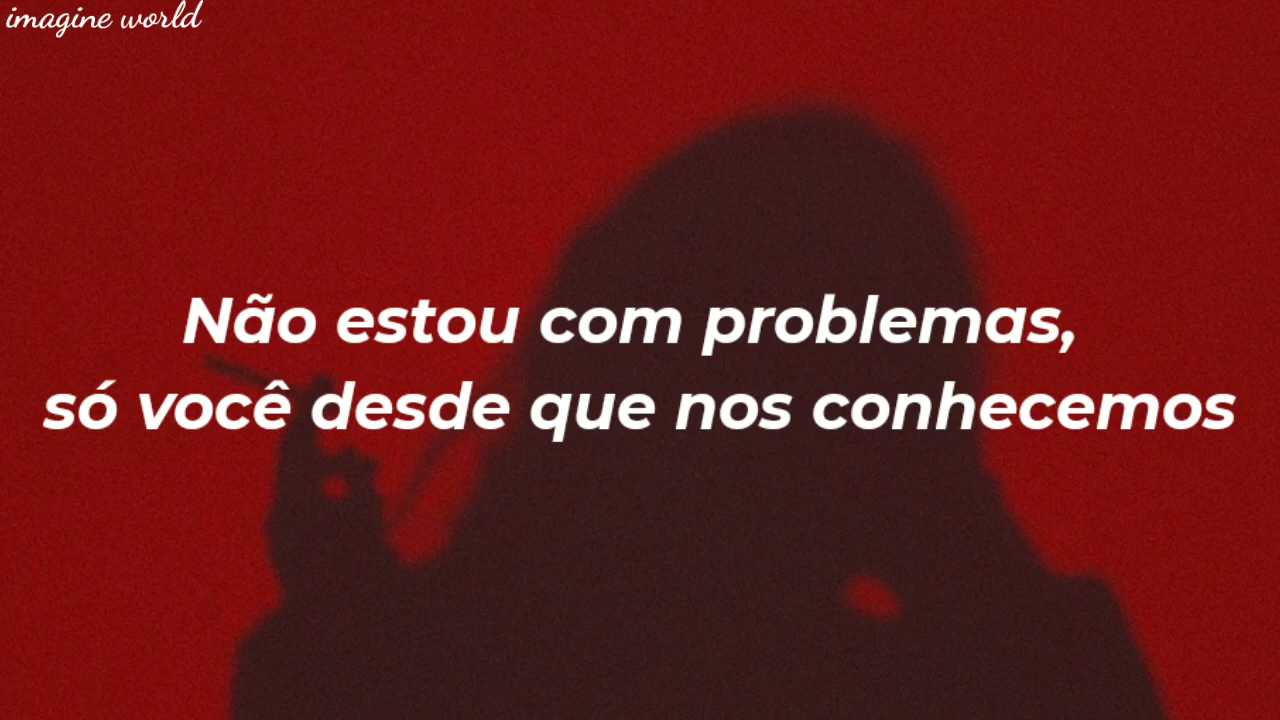 imagine world
Não estou com problemas,
só você desde que nos conhecemos